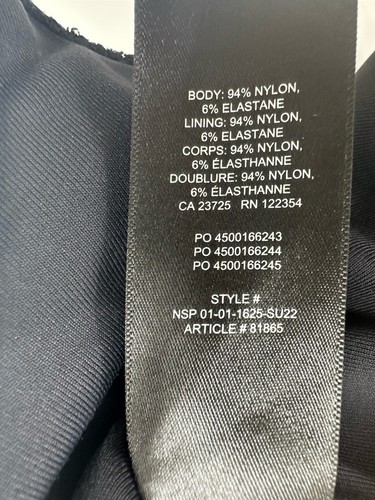 BODY: 94% NYLON,
6% ELASTANE
LINING: 94% NYLON,
6% ELASTANE
CORPS: 94% NYLON,
6% ÉLASTHANNE
DOUBLURE: 94% NYLON,
6% ÉLASTHANNE
CA 23725 RN 122354
PO 4500166243
PO 4500166244
PO 4500166245
STYLE #
NSP 01-01-1625-SU22
ARTICLE # 81865